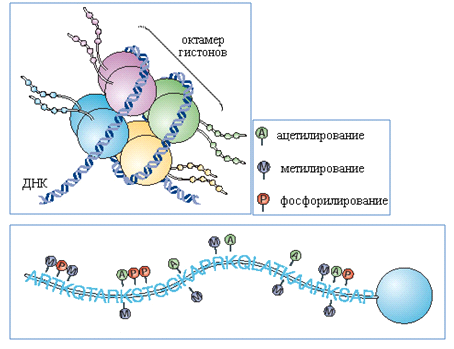 октамер
гистонов
ДНК
A ацетилирование
M метилирование
P фосфорилирование
M P M
A P P
A
M A
A
M A P
ARTKQTARKSTGGKAPRKQLATKAARKSAP
M
M
M
M